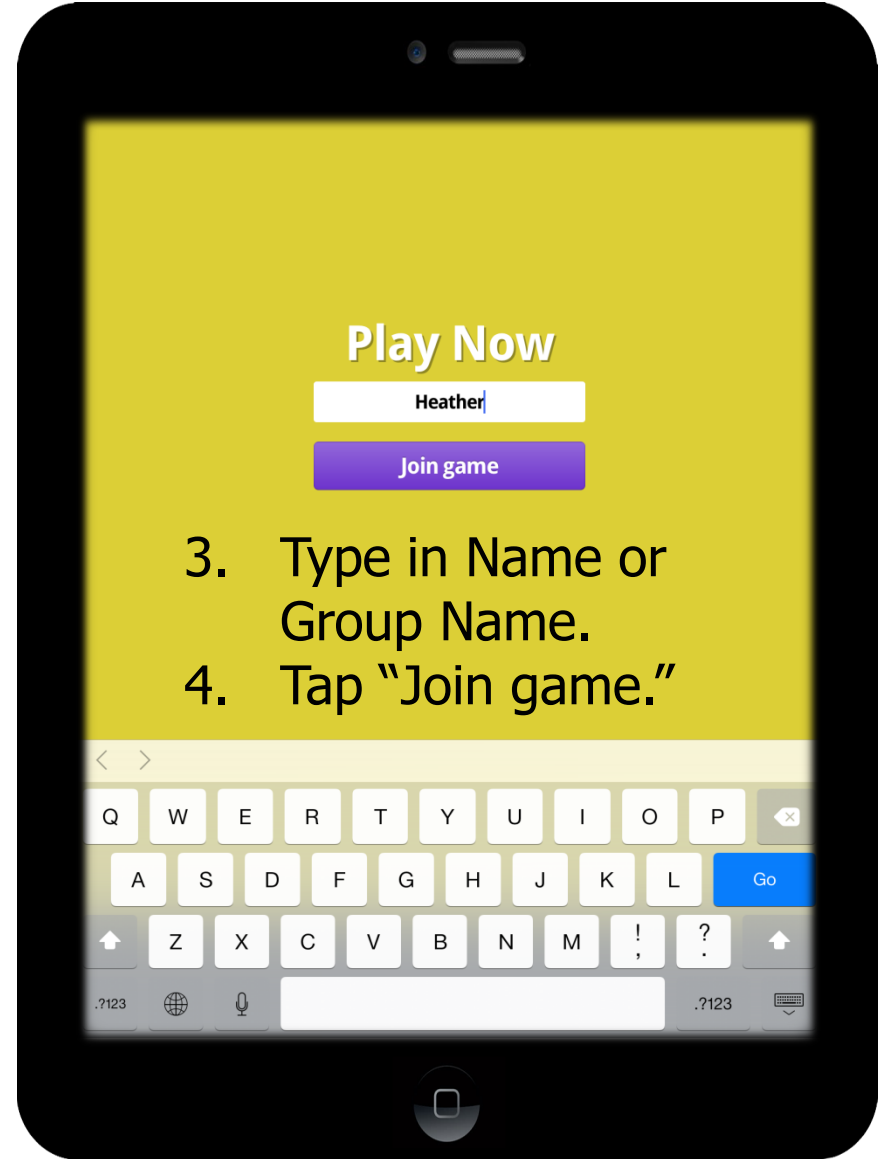 Play Now
Heather
Join game
3. Type in Name or
Group Name.
4. Tap “Join game.”
Q W E R T Y U I O P
A S D F G H J K L Go
Z X C V B N M ! , ? .
.?123 .?123